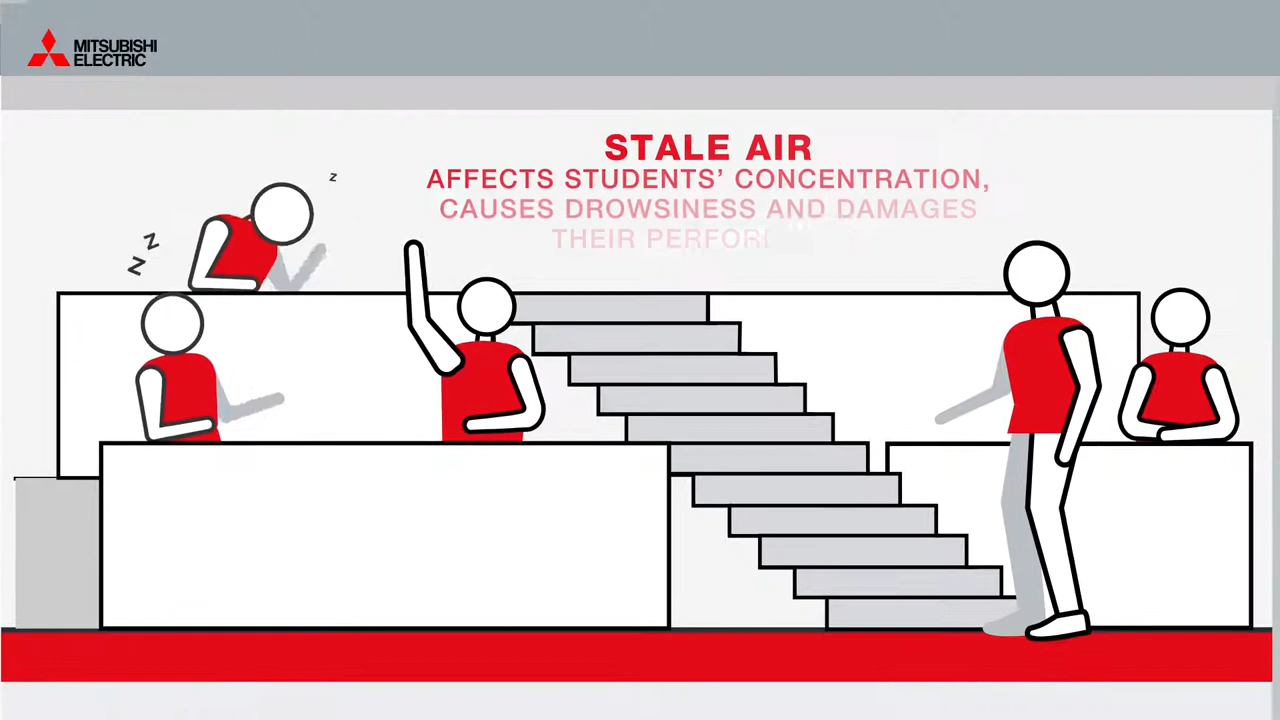 MITSUBISHI
ELECTRIC
STALE AIR
AFFECTS STUDENTS’ CONCENTRATION,
CAUSES DROWSINESS AND DAMAGES
THEIR
z
z
z